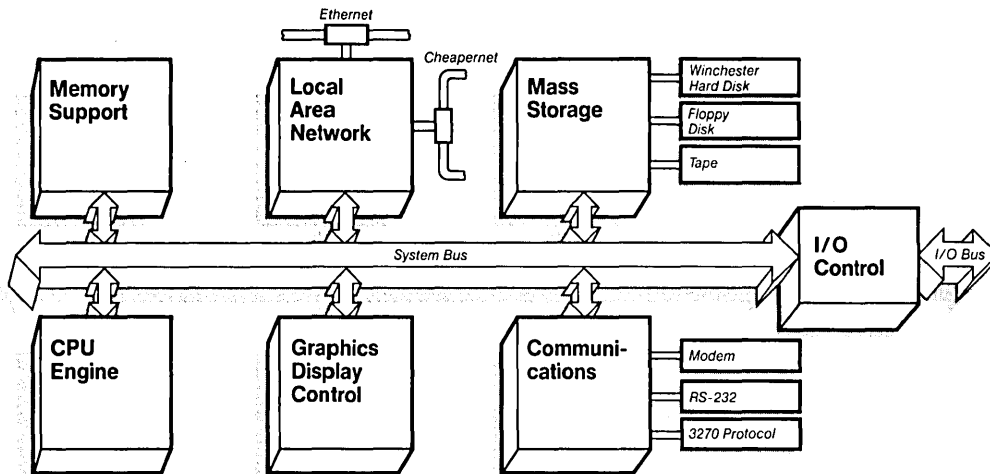 Ethernet
Cheapernet
Memory
Support
Local
Area
Network
Mass
Storage
Winchester
Hard Disk
Floppy
Disk
Tape
System Bus
I/O
Control
I/O Bus
CPU
Engine
Graphics
Display
Control
Communi-
cations
Modem
RS-232
3270 Protocol